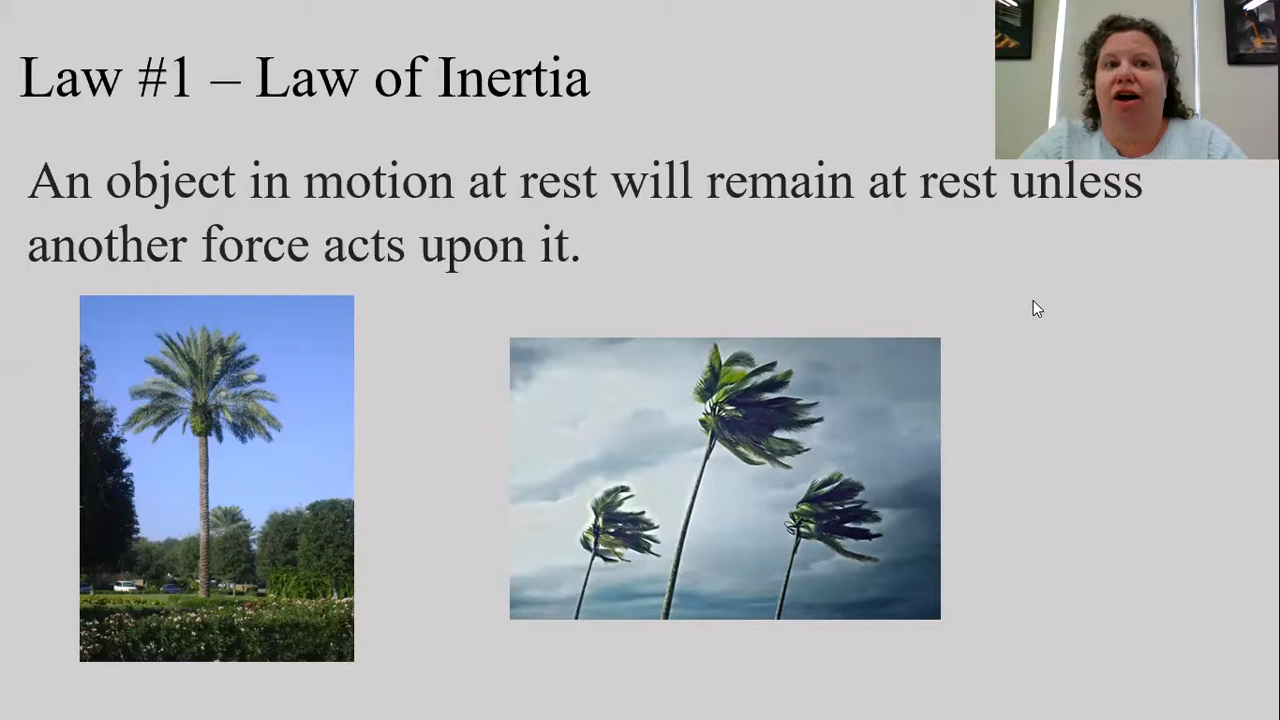 Law #1 – Law of Inertia
An object in motion at rest will remain at rest unless
another force acts upon it.